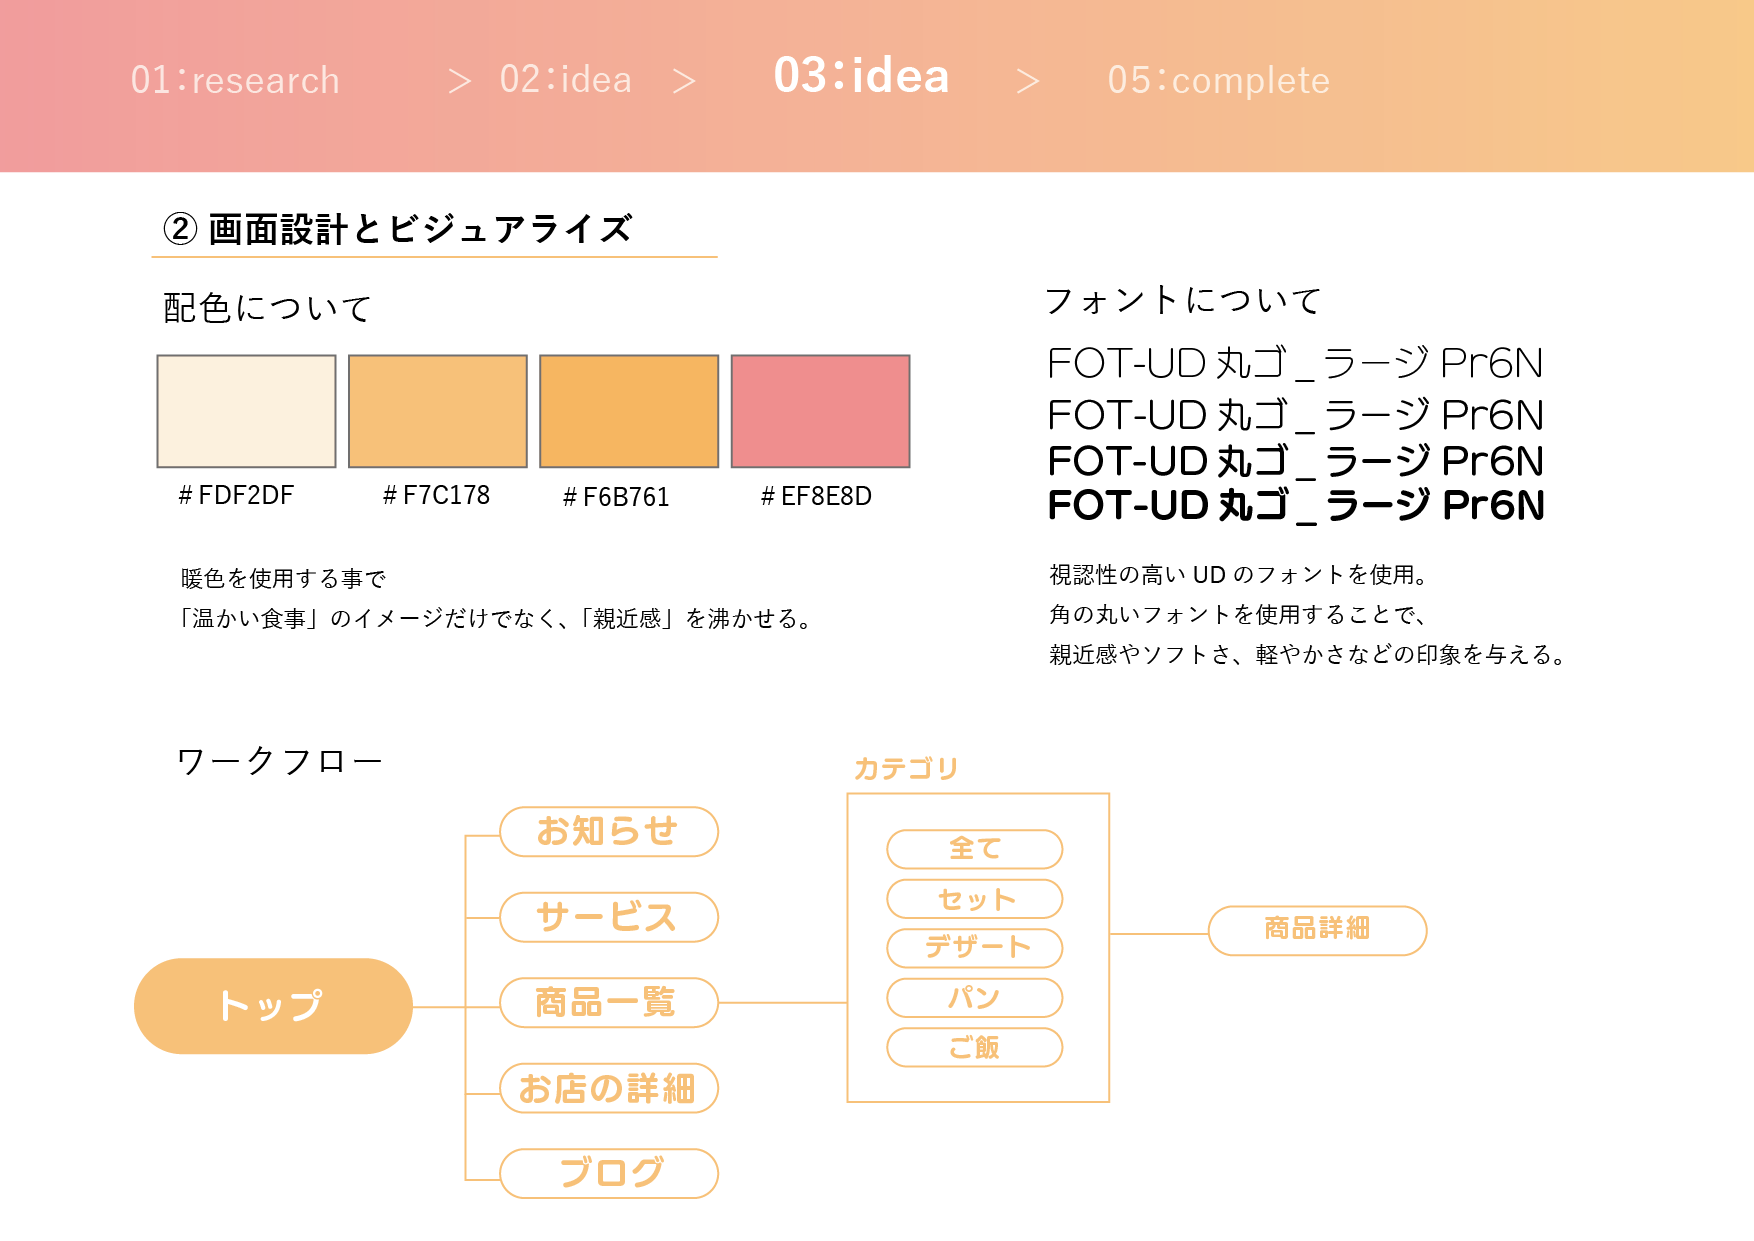 01：research > 02：idea > 03：idea > 05：complete
② 画面設計とビジュアライズ
配色について
# FDF2DF
# F7C178
# F6B761
# EF8E8D
暖色を使用する事で
「温かい食事」のイメージだけでなく、「親近感」を沸かせる。
フォントについて
FOT-UD 丸ゴ _ ラージ Pr6N
FOT-UD 丸ゴ _ ラージ Pr6N
FOT-UD 丸ゴ _ ラージ Pr6N
FOT-UD 丸ゴ _ ラージ Pr6N
視認性の高い UD のフォントを使用。
角の丸いフォントを使用することで、
親近感やソフトさ、軽やかさなどの印象を与える。
ワークフロー
トップ
お知らせ
サービス
商品一覧
お店の詳細
ブログ
カテゴリ
全て
セット
デザート
パン
ご飯
商品詳細